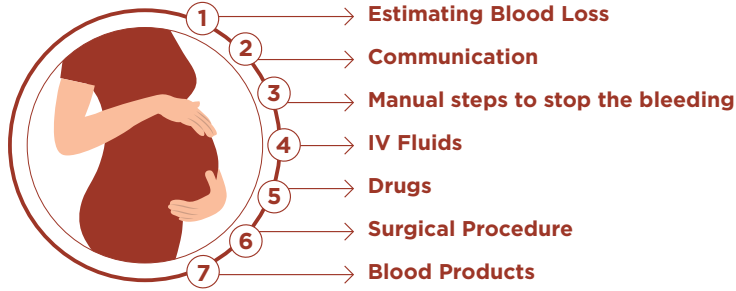 1 Estimating Blood Loss
2 Communication
3 Manual steps to stop the bleeding
4 IV Fluids
5 Drugs
6 Surgical Procedure
7 Blood Products